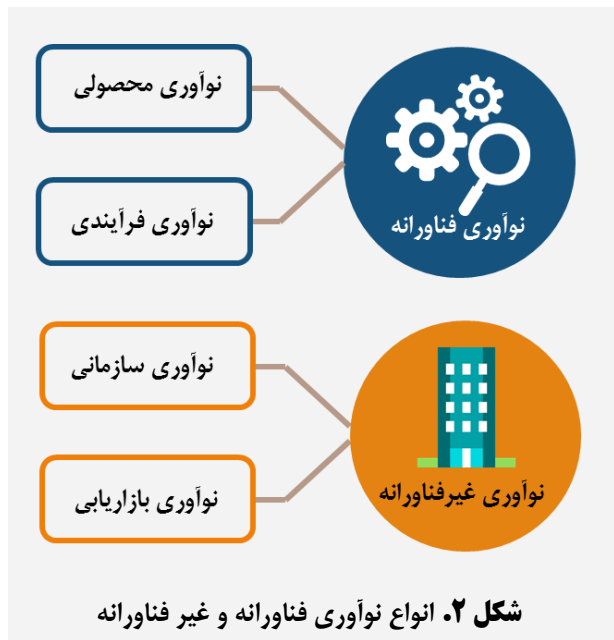 نوآوری فناورانه
نوآوری محصولی
نوآوری فرآیندی
نوآوری غیرفناورانه
نوآوری سازمانی
نوآوری بازاریابی
شکل ۲. انواع نوآوری فناورانه و غیر فناورانه